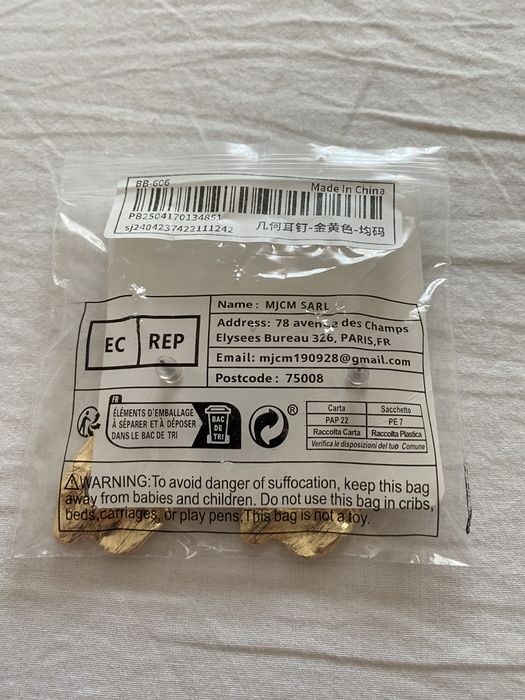 BB-606
Made In China
PB2504170134851
sj2404237422111242
几何耳钉-金黄色-均码
EC REP
Name: MJCM SARL
Address: 78 avenue des Champs
Elysees Bureau 326, PARIS,FR
Email: mjcm190928@gmail.com
Postcode: 75008
FR
ÉLÉMENTS D'EMBALLAGE
À SÉPARER ET À DÉPOSER
DANS LE BAC DE TRI
BAC
DE
TRI
®
Carta Sacchetto
PAP 22 PE 7
Raccolta Carta Raccolta Plastica
Verifica le disposizioni del tuo Comune
WARNING:To avoid danger of suffocation, keep this bag
away from babies and children. Do not use this bag in cribs,
beds,carriages, or play pens,This bag is not a toy.